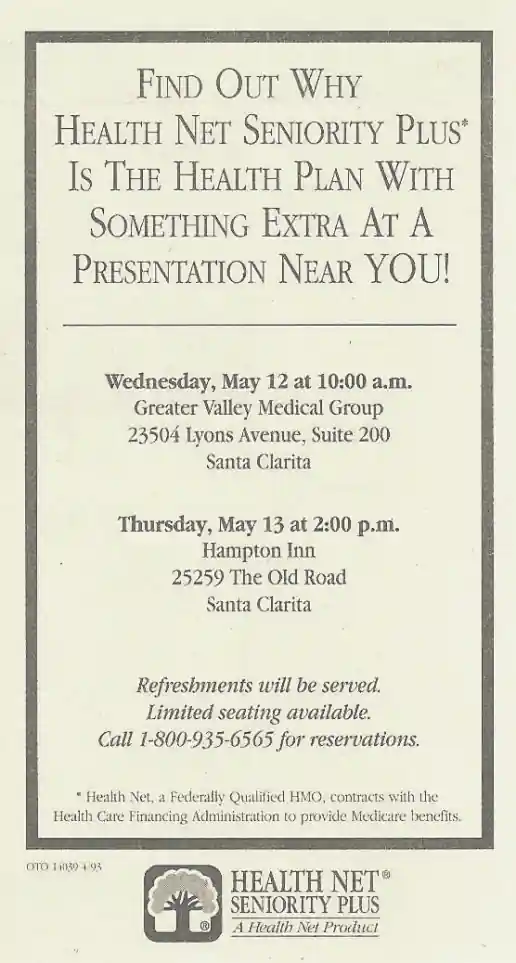 FIND OUT WHY
HEALTH NET SENIORITY PLUS*
IS THE HEALTH PLAN WITH
SOMETHING EXTRA AT A
PRESENTATION NEAR YOU!
Wednesday, May 12 at 10:00 a.m.
Greater Valley Medical Group
23504 Lyons Avenue, Suite 200
Santa Clarita
Thursday, May 13 at 2:00 p.m.
Hampton Inn
25259 The Old Road
Santa Clarita
Refreshments will be served.
Limited seating available.
Call 1-800-935-6565 for reservations.
* Health Net, a Federally Qualified HMO, contracts with the
Health Care Financing Administration to provide Medicare benefits.
4/93
HEALTH NET®
SENIORITY PLUS
A Health Net Product
®